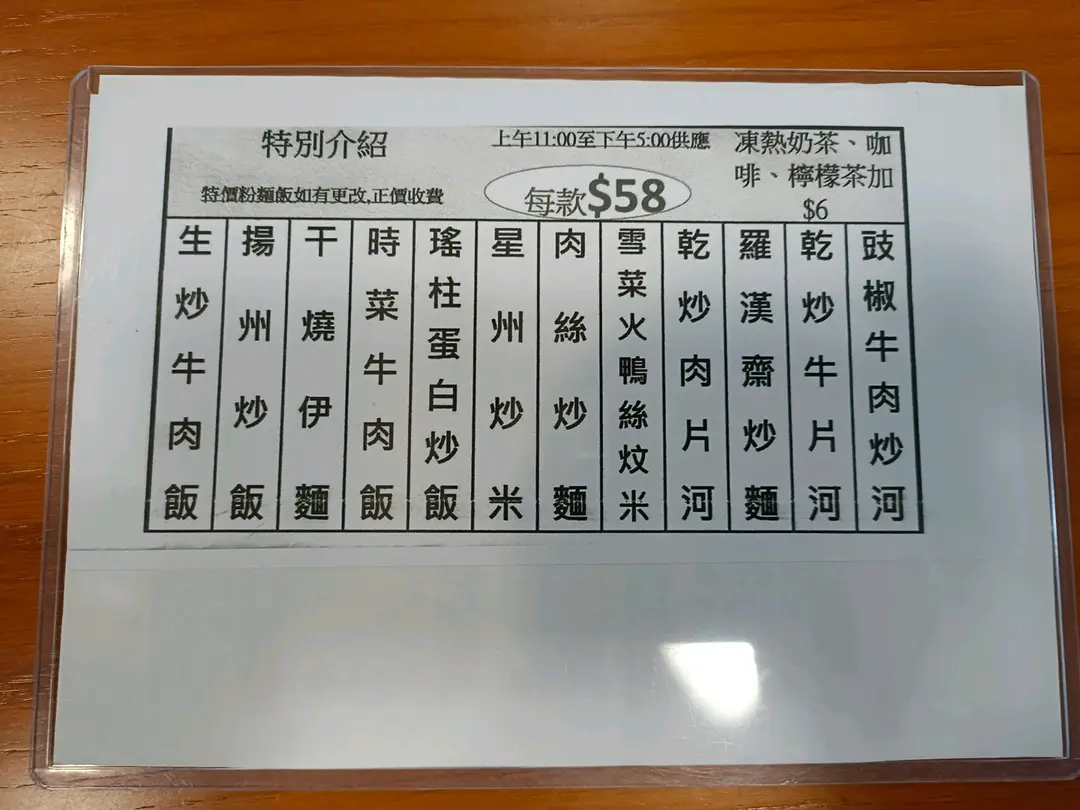 特別介紹
上午11:00至下午5:00供應
凍熱奶茶、咖
啡、檸檬茶加
$6
特價粉麵飯如有更改,正價收費
每款$58
豉椒牛肉炒河
乾炒牛片河
羅漢齋炒麵
乾炒肉片河
雪菜火鴨絲炆米
肉絲炒麵
星州炒米
瑤柱蛋白炒飯
時菜牛肉飯
干燒伊麵
揚州炒飯
生炒牛肉飯